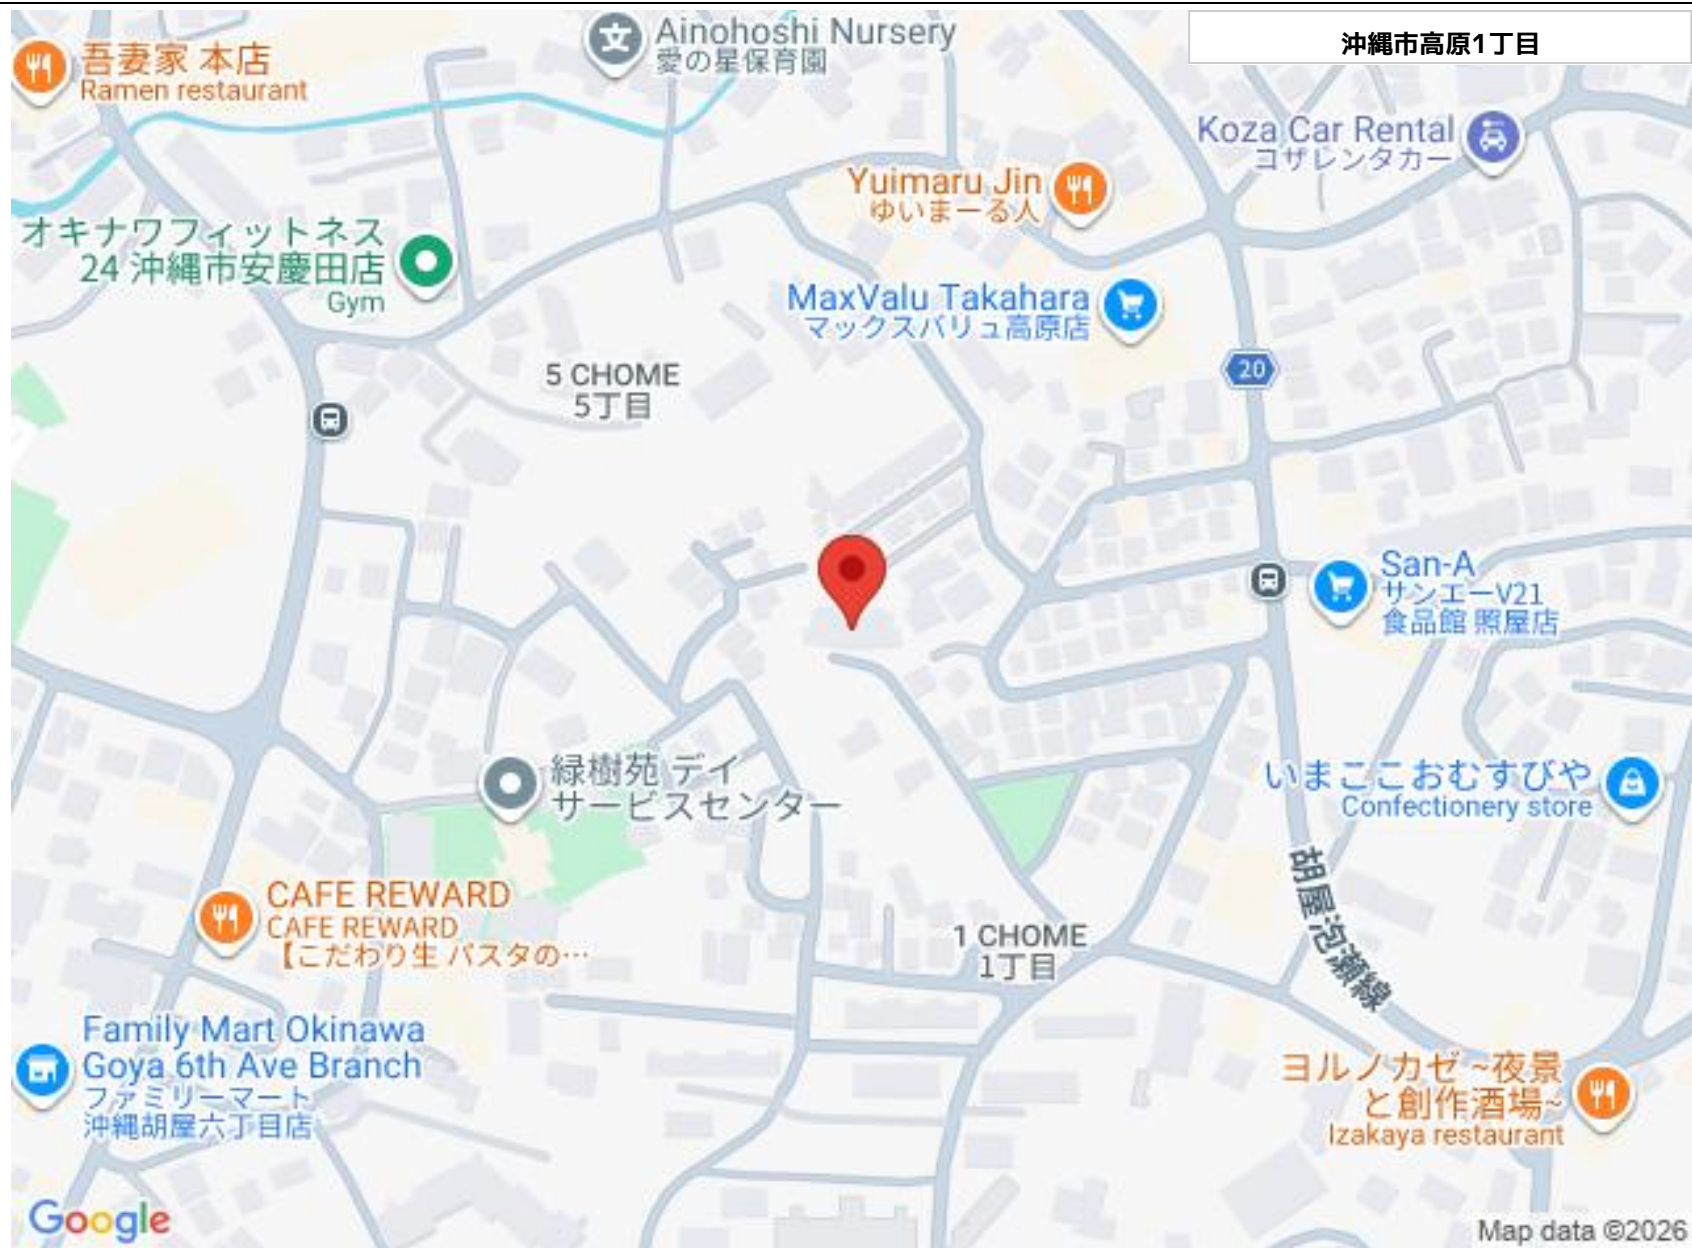 沖縄市高原1丁目
吾妻家 本店
Ramen restaurant
Ainohoshi Nursery
愛の星保育園
Koza Car Rental
コザレンタカー
Yuimaru Jin
ゆいまーる人
オキナワフィットネス
24 沖縄市安慶田店
Gym
MaxValu Takahara
マックスバリュ高原店
20
5 CHOME
5丁目
San-A
サンエーV21
食品館 照屋店
緑樹苑 デイ
サービスセンター
いまここおむすびや
Confectionery store
胡屋泡瀬線
CAFE REWARD
CAFE REWARD
【こだわり生 パスタの…
1 CHOME
1丁目
Family Mart Okinawa
Goya 6th Ave Branch
ファミリーマート
沖縄胡屋六丁目店
ヨルノカゼ ~夜景
と創作酒場~
Izakaya restaurant
Google
Map data ©2026